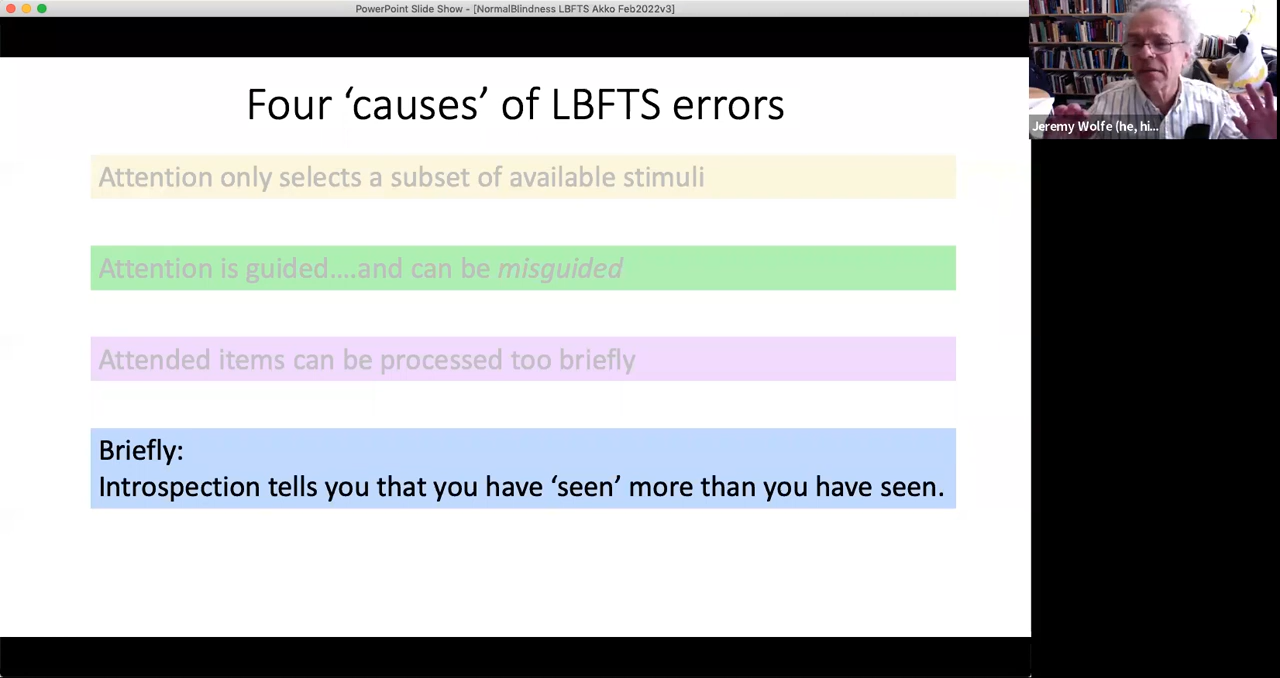 PowerPoint Slide Show - [NormalBlindness LBFTS Akko Feb2022v3]
Four ‘causes’ of LBFTS errors
Attention only selects a subset of available stimuli
Attention is guided....and can be misguided
Attended items can be processed too briefly
Briefly:
Introspection tells you that you have ‘seen’ more than you have seen.
Jeremy Wolfe (he, hi...